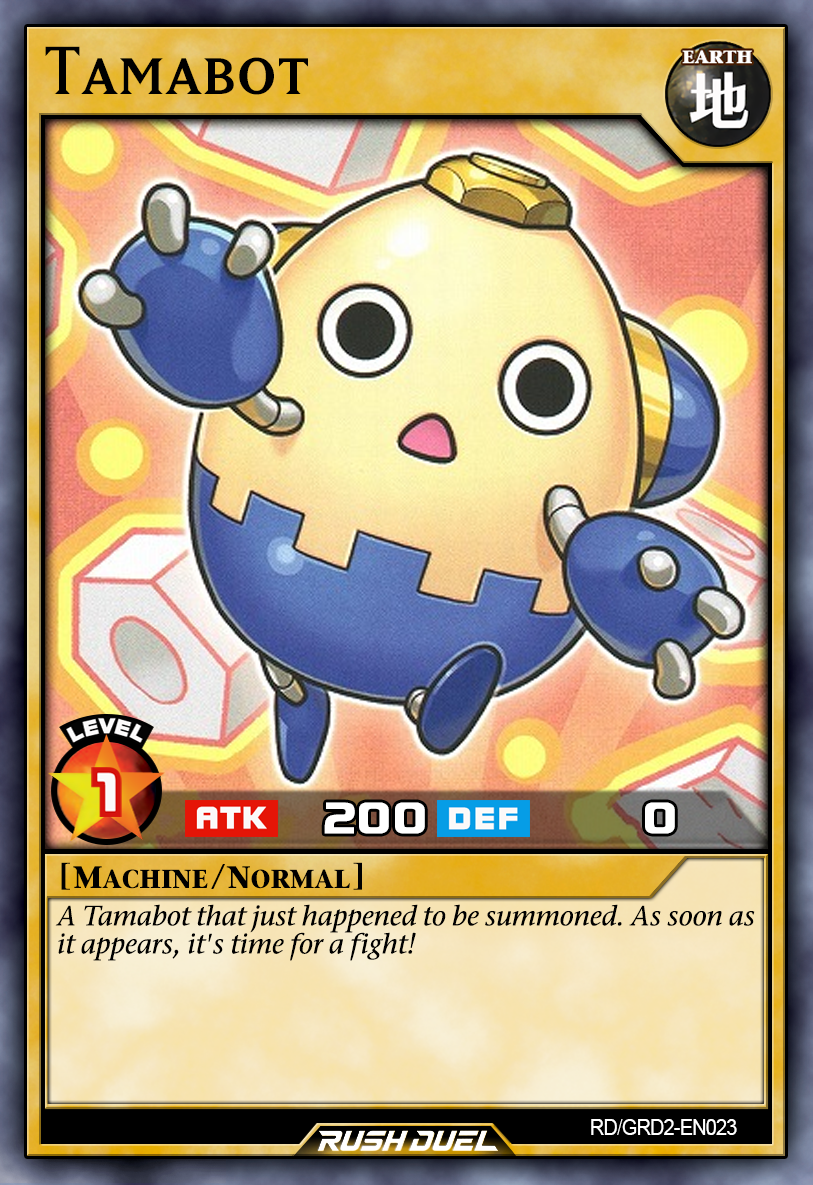 Tamabot
EARTH
地
LEVEL
1
ATK 200 DEF 0
[Machine/Normal]
A Tamabot that just happened to be summoned. As soon as
it appears, it's time for a fight!
RD/GRD2-EN023
RUSH DUEL